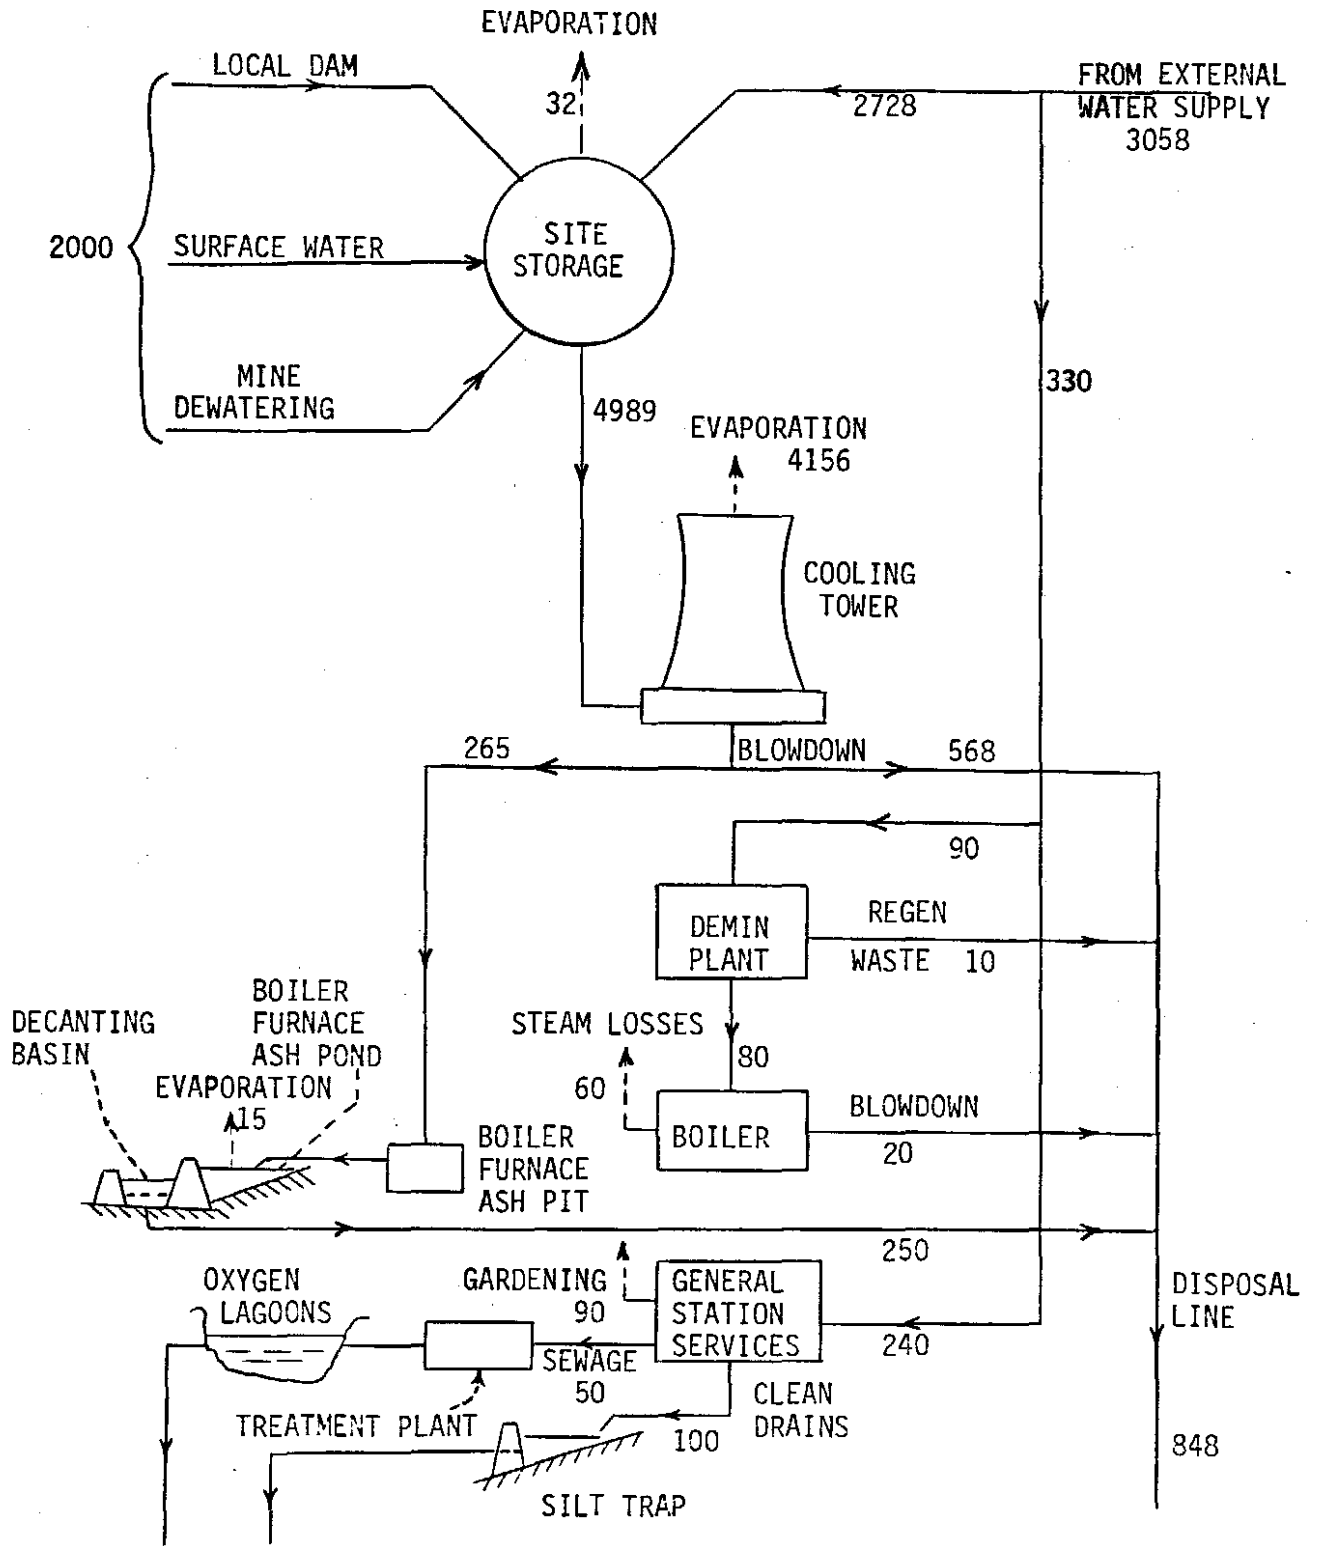 EVAPORATION
32
LOCAL DAM
2728
FROM EXTERNAL
WATER SUPPLY
3058
2000
SURFACE WATER
SITE
STORAGE
MINE
DEWATERING
330
4989
EVAPORATION
4156
COOLING
TOWER
265
BLOWDOWN
568
90
DEMIN
PLANT
REGEN
WASTE 10
DECANTING
BASIN
BOILER
FURNACE
ASH POND
EVAPORATION
15
STEAM LOSSES
60
80
BOILER
BLOWDOWN
20
BOILER
FURNACE
ASH PIT
250
OXYGEN
LAGOONS
GARDENING
90
GENERAL
STATION
SERVICES
240
DISPOSAL
LINE
SEWAGE
50
TREATMENT PLANT
CLEAN
DRAINS
100
SILT TRAP
848